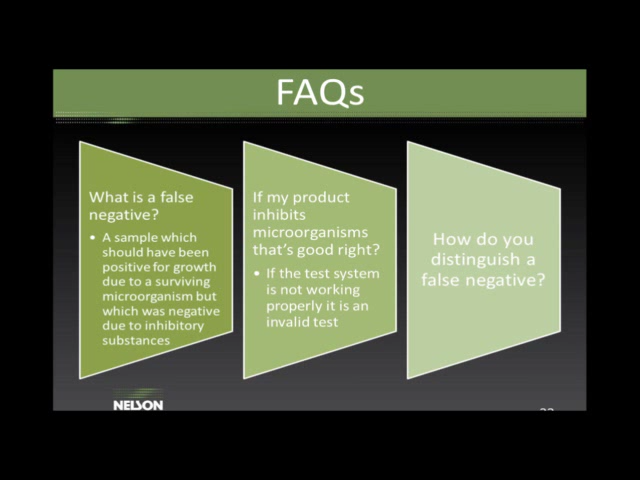 FAQs
What is a false
negative?
• A sample which
should have been
positive for growth
due to a surviving
microorganism but
which was negative
due to inhibitory
substances
If my product
inhibits
microorganisms
that's good right?
• If the test system
is not working
properly it is an
invalid test
How do you
distinguish a
false negative?
NELSON